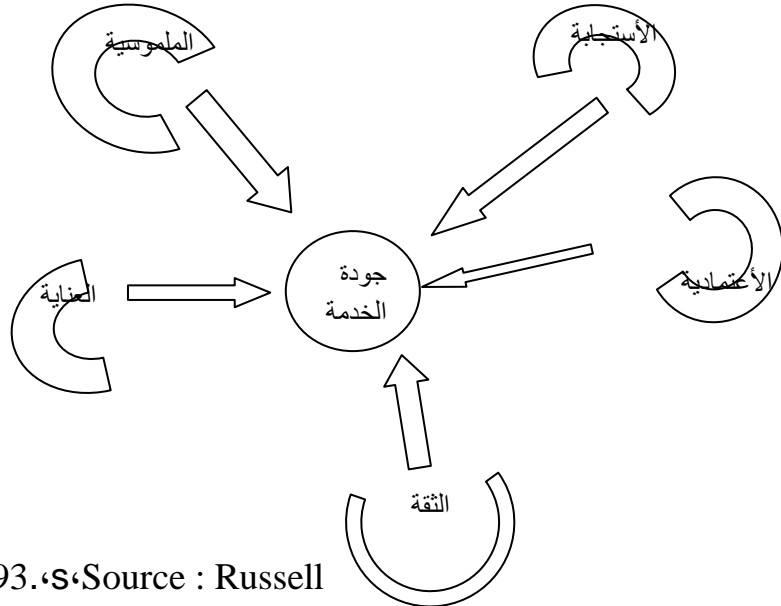 الملموسية
الأستجابة
جودة
الخدمة
العناية
الأعتمادية
الثقة
93.،s،Source : Russell